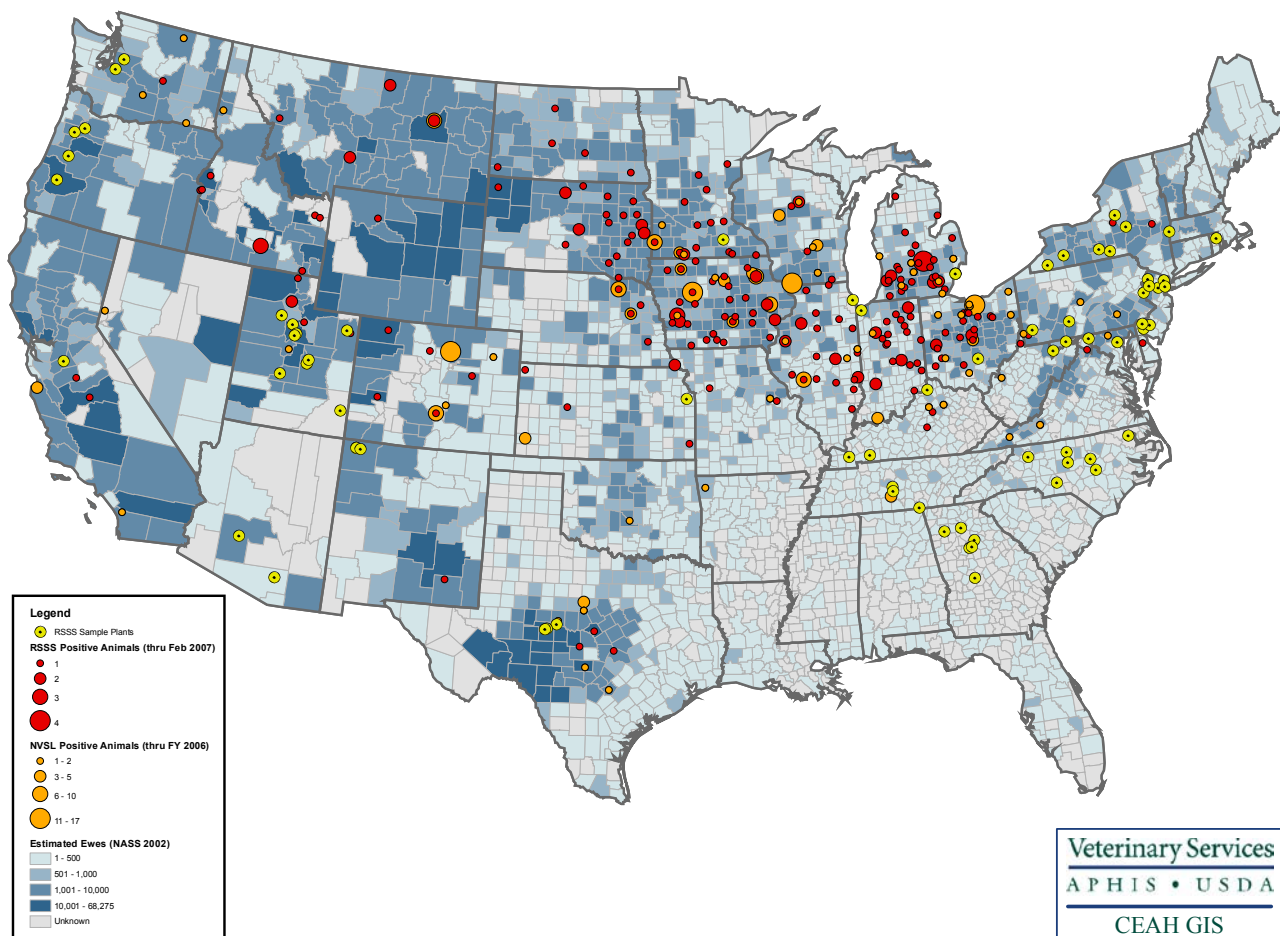 Legend
RSSS Sample Plants
RSSS Positive Animals (thru Feb 2007)
1
2
3
4
NVSL Positive Animals (thru FY 2006)
1 - 2
3 - 5
6 - 10
11 - 17
Estimated Ewes (NASS 2002)
1 - 500
501 - 1,000
1,001 - 10,000
10,001 - 68,275
Unknown
Veterinary Services
APHIS • USDA
CEAH GIS